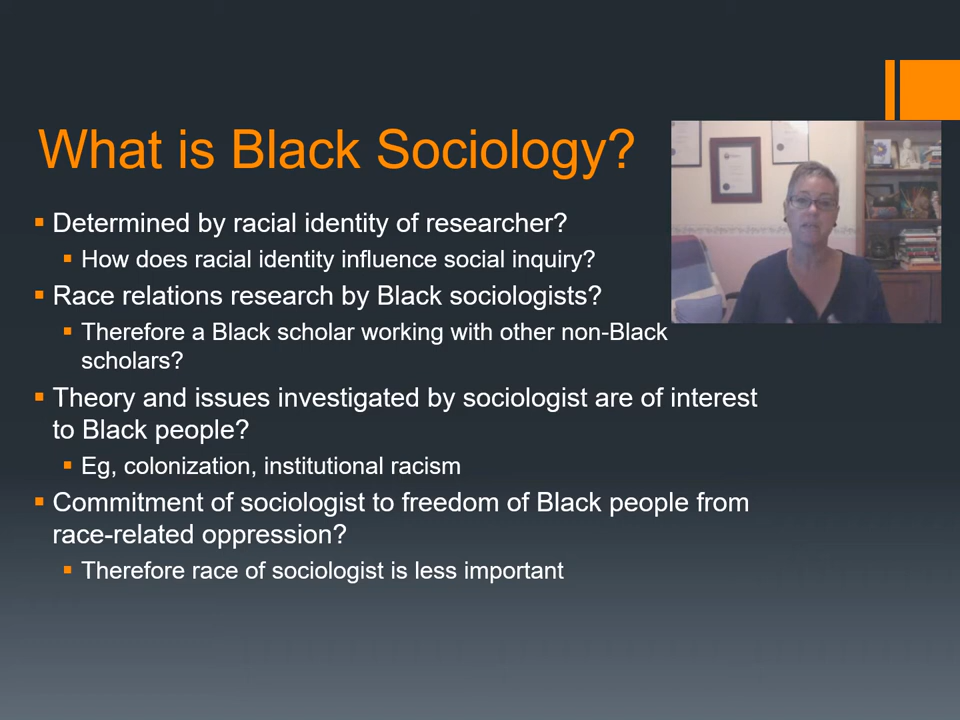 What is Black Sociology?
Determined by racial identity of researcher?
How does racial identity influence social inquiry?
Race relations research by Black sociologists?
Therefore a Black scholar working with other non-Black
scholars?
Theory and issues investigated by sociologist are of interest
to Black people?
Eg, colonization, institutional racism
Commitment of sociologist to freedom of Black people from
race-related oppression?
Therefore race of sociologist is less important